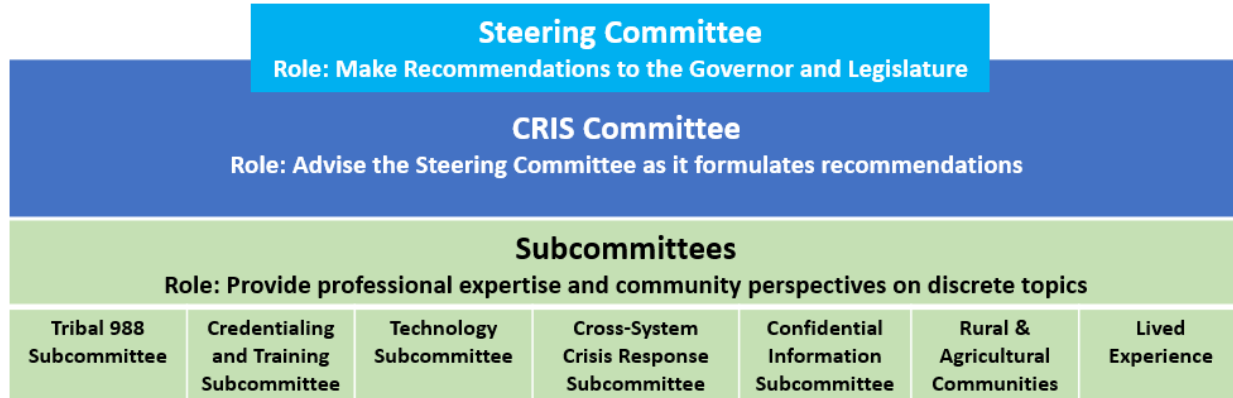 Steering Committee
Role: Make Recommendations to the Governor and Legislature
CRIS Committee
Role: Advise the Steering Committee as it formulates recommendations
Subcommittees
Role: Provide professional expertise and community perspectives on discrete topics
Tribal 988
Subcommittee
Credentialing
and Training
Subcommittee
Technology
Subcommittee
Cross-System
Crisis Response
Subcommittee
Confidential
Information
Subcommittee
Rural &
Agricultural
Communities
Lived
Experience